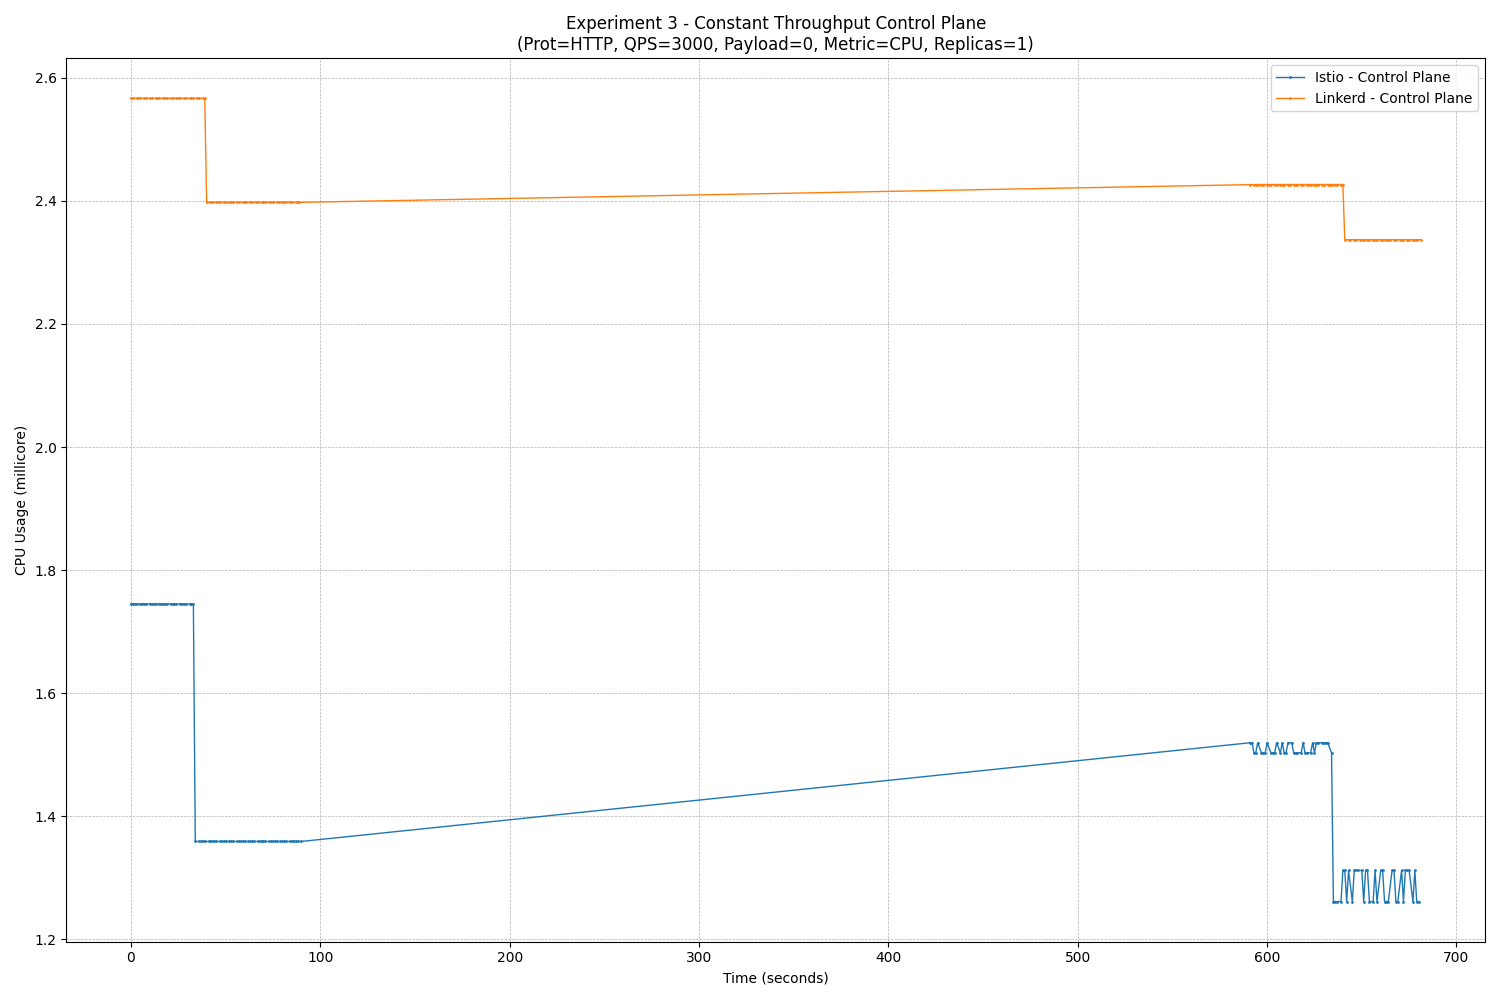 Experiment 3 - Constant Throughput Control Plane
(Prot=HTTP, QPS=3000, Payload=0, Metric=CPU, Replicas=1)
Istio - Control Plane
Linkerd - Control Plane
CPU Usage (millicore)
2.6
2.4
2.2
2.0
1.8
1.6
1.4
1.2
0 100 200 300 400 500 600 700
Time (seconds)